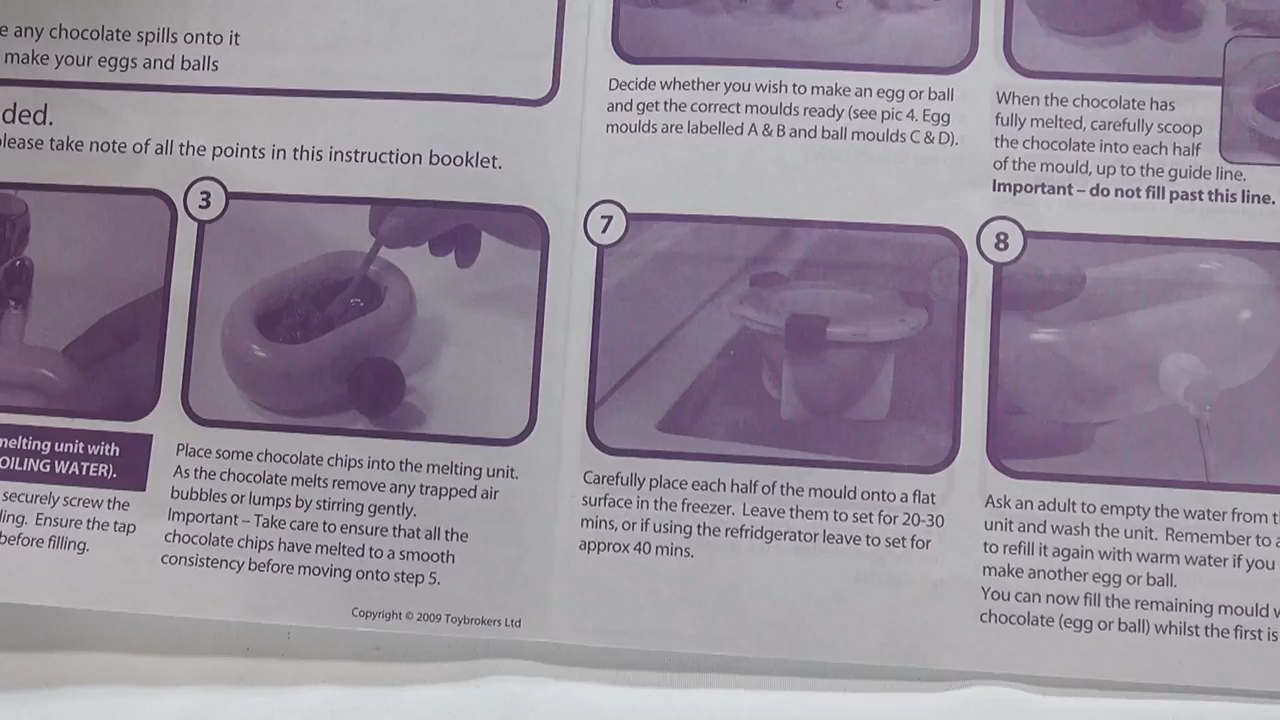 e any chocolate spills onto it
make your eggs and balls
ded.
please take note of all the points in this instruction booklet.
3
melting unit with
OILING WATER).
securely screw the
ling. Ensure the tap
before filling.
Place some chocolate chips into the melting unit.
As the chocolate melts remove any trapped air
bubbles or lumps by stirring gently.
Important – Take care to ensure that all the
chocolate chips have melted to a smooth
consistency before moving onto step 5.
Copyright © 2009 Toybrokers Ltd
C
Decide whether you wish to make an egg or ball
and get the correct moulds ready (see pic 4. Egg
moulds are labelled A & B and ball moulds C & D).
When the chocolate has
fully melted, carefully scoop
the chocolate into each half
of the mould, up to the guide line.
Important – do not fill past this line.
7
Carefully place each half of the mould onto a flat
surface in the freezer. Leave them to set for 20-30
mins, or if using the refridgerator leave to set for
approx 40 mins.
8
Ask an adult to empty the water from t
unit and wash the unit. Remember to a
to refill it again with warm water if you
make another egg or ball.
You can now fill the remaining mould w
chocolate (egg or ball) whilst the first is